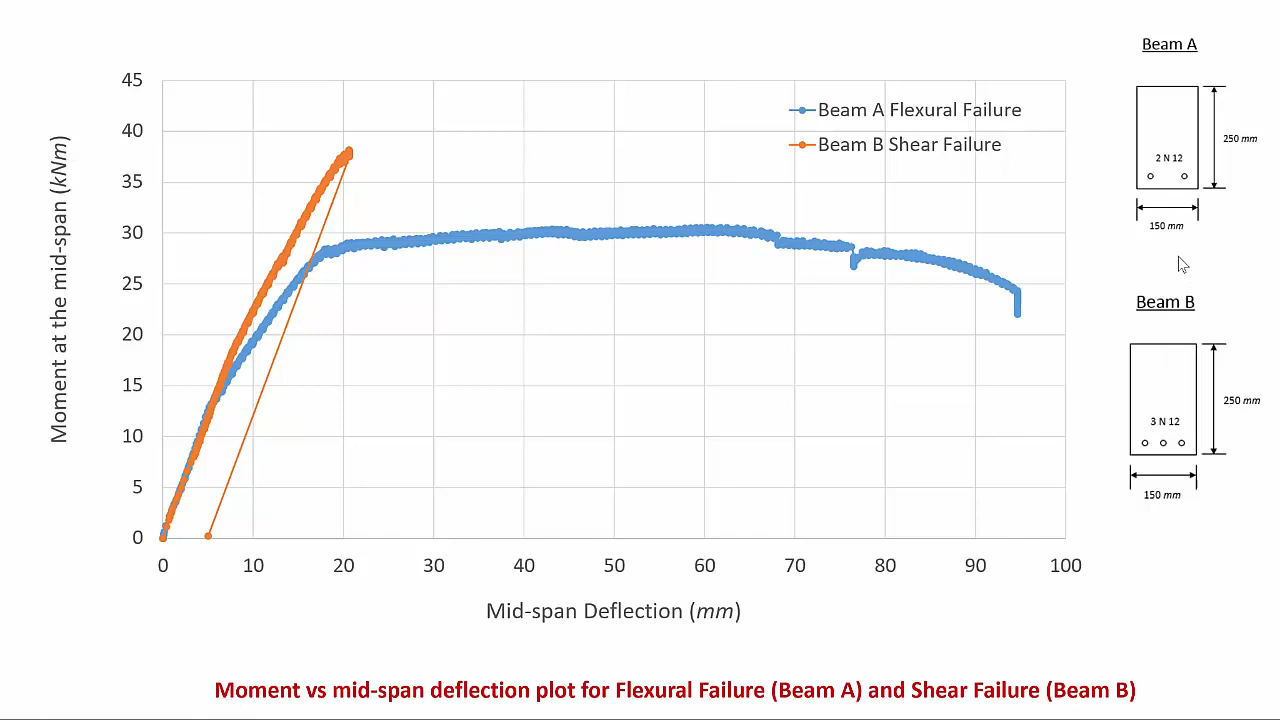 Beam A
45
40
35
30
25
20
15
10
5
0
Moment at the mid-span (kNm)
Beam A Flexural Failure
Beam B Shear Failure
2 N 12
250 mm
150 mm
Beam B
3 N 12
250 mm
150 mm
0 10 20 30 40 50 60 70 80 90 100
Mid-span Deflection (mm)
Moment vs mid-span deflection plot for Flexural Failure (Beam A) and Shear Failure (Beam B)